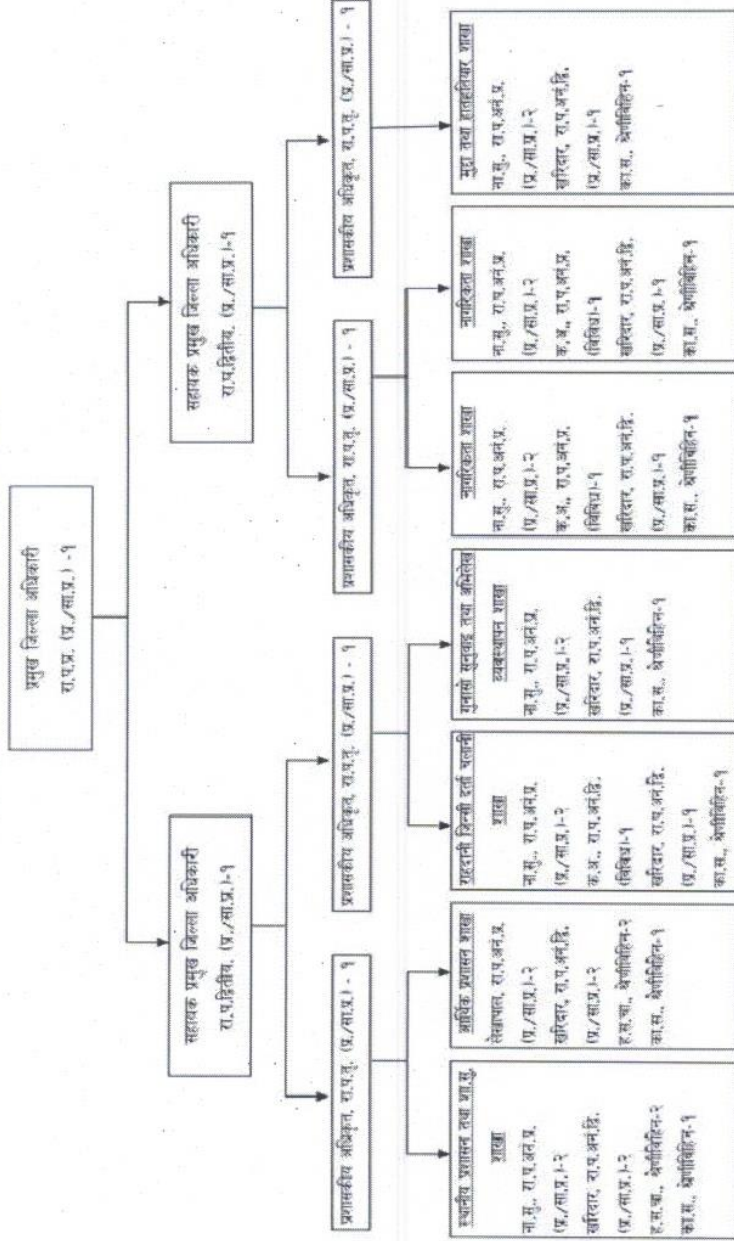 प्रमुख जिल्ला अधिकारी
रा.प.प्र. (प्र./सा.प्र.) -१
सहायक प्रमुख जिल्ला अधिकारी
रा.प.द्वितीय. (प्र./सा.प्र.)-१
सहायक प्रमुख जिल्ला अधिकारी
रा.प.द्वितीय. (प्र./सा.प्र.)-१
प्रशासकीय अधिकृत, रा.प.तृ. (प्र./सा.प्र.) - १
प्रशासकीय अधिकृत, रा.प.तृ. (प्र./सा.प्र.) - १
प्रशासकीय अधिकृत, रा.प.तृ. (प्र./सा.प्र.) - १
प्रशासकीय अधिकृत, रा.प.तृ. (प्र./सा.प्र.) - १
स्थानीय प्रशासन तथा शा.सु.
शाखा
ना.सु., रा.प.अनं.प्र.
(प्र./सा.प्र.)-२
खरिदार, रा.प.अनं.द्वि.
(प्र./सा.प्र.)-२
ह.स.चा., श्रेणीविहिन-२
का.स., श्रेणीविहिन-१
आर्थिक प्रशासन शाखा
लेखापाल, रा.प.अनं.प्र.
(प्र./सा.प्र.)-२
खरिदार, रा.प.अनं.द्वि.
(प्र./सा.प्र.)-२
ह.स.चा., श्रेणीविहिन-२
का.स., श्रेणीविहिन-१
राहदानी जिन्सी दर्ता चलानी
शाखा
ना.सु., रा.प.अनं.प्र.
(प्र./सा.प्र.)-२
क.अ., रा.प.अनं.द्वि.
(विविध)-१
खरिदार, रा.प.अनं.द्वि.
(प्र./सा.प्र.)-१
का.स., श्रेणीविहिन-१
गुनासो सुनुवाइ तथा अभिलेख
व्यवस्थापन शाखा
ना.सु., रा.प.अनं.प्र.
(प्र./सा.प्र.)-२
खरिदार, रा.प.अनं.द्वि.
(प्र./सा.प्र.)-१
का.स., श्रेणीविहिन-१
नागरिकता शाखा
ना.सु., रा.प.अनं.प्र.
(प्र./सा.प्र.)-२
क.अ., रा.प.अनं.प्र.
(विविध)-१
खरिदार, रा.प.अनं.द्वि.
(प्र./सा.प्र.)-१
का.स., श्रेणीविहिन-१
नागरिकता शाखा
ना.सु., रा.प.अनं.प्र.
(प्र./सा.प्र.)-२
क.अ., रा.प.अनं.प्र.
(विविध)-१
खरिदार, रा.प.अनं.द्वि.
(प्र./सा.प्र.)-१
का.स., श्रेणीविहिन-१
मुद्दा तथा हातहतियार शाखा
ना.सु., रा.प.अनं.प्र.
(प्र./सा.प्र.)-२
खरिदार, रा.प.अनं.द्वि.
(प्र./सा.प्र.)-१
का.स., श्रेणीविहिन-१